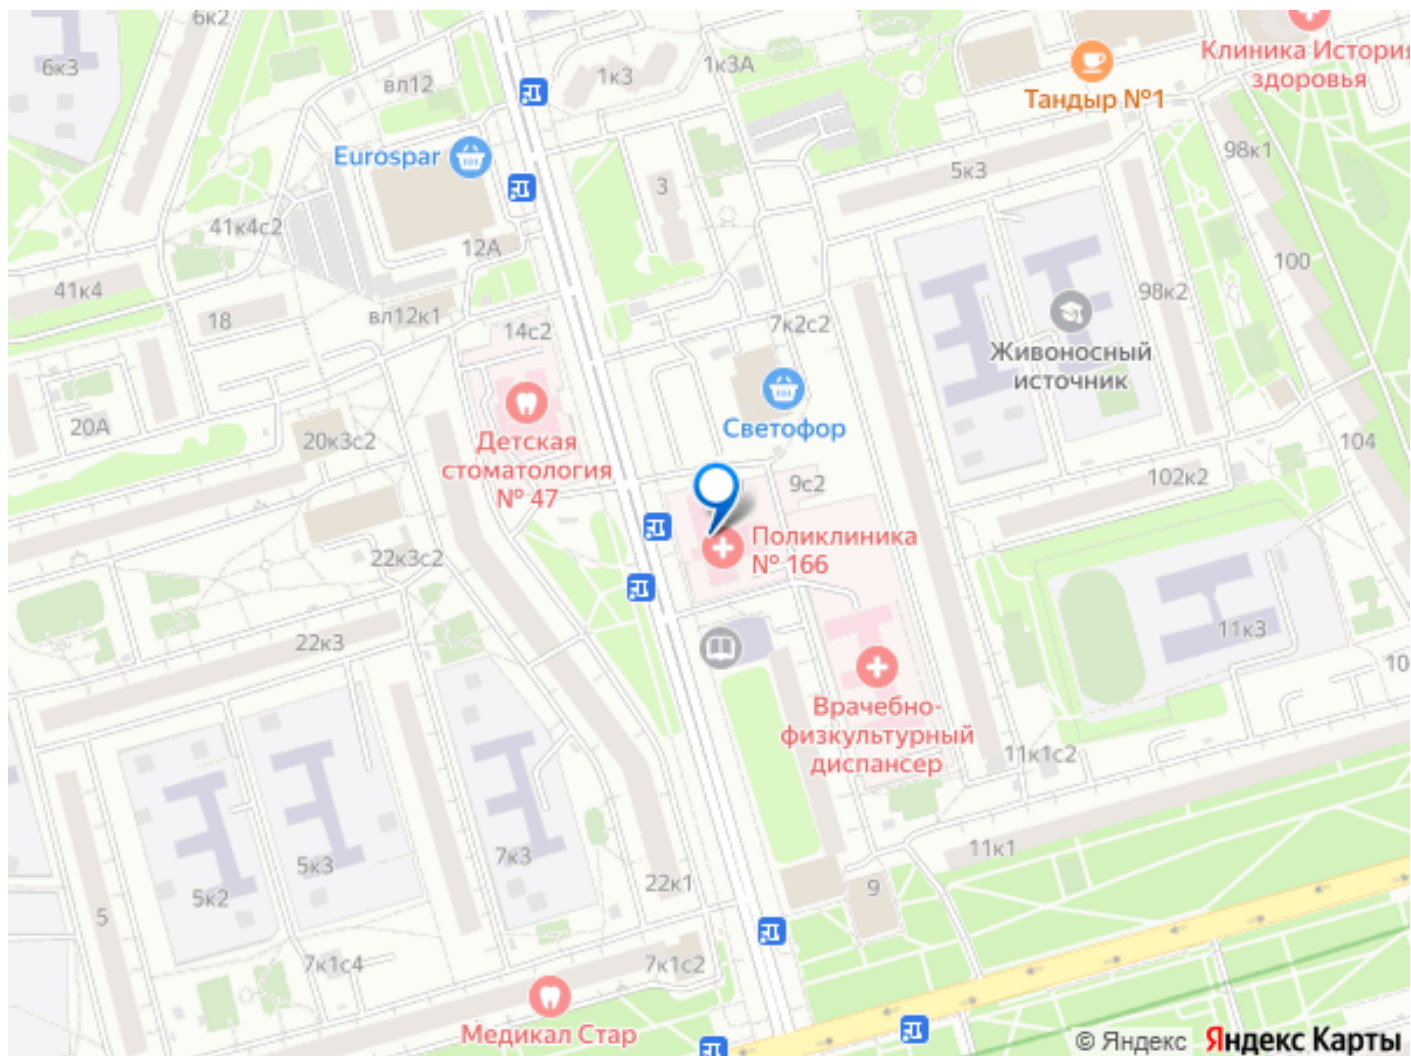 6к2
6к3
вл12
1к3
1к3А
Клиника История
здоровья
Тандыр №1
Eurospar
98к1
5к3
3
41к4с2
12А
100
41к4
98к2
18
вл12к1
14с2
7к2с2
Живоносный
источник
20А
20к3с2
Детская
стоматология
№ 47
Светофор
104
102к2
9с2
Поликлиника
№ 166
22к3с2
22к3
11к3
10
Врачебно-
физкультурный
диспансер
11к1с2
11к1
7к3
5к3
5к2
5
22к1
9
7к1с4
7к1с2
Медикал Стар
© Яндекс Яндекс Карты